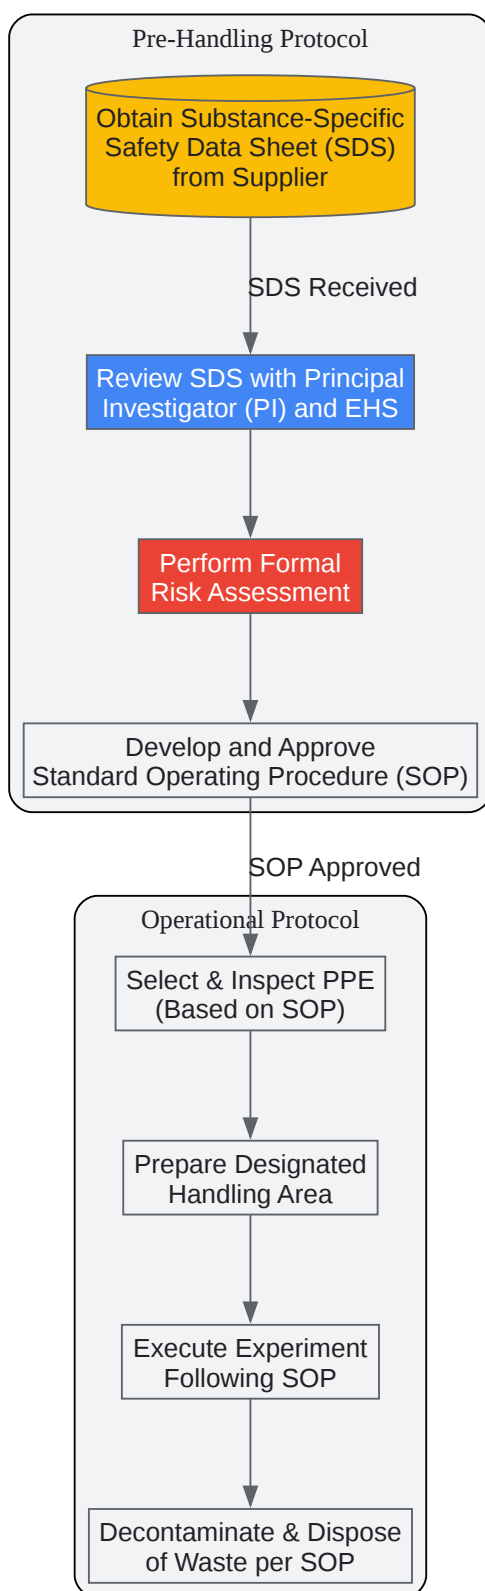 Pre-Handling Protocol
Obtain Substance-Specific
Safety Data Sheet (SDS)
from Supplier
SDS Received
Review SDS with Principal
Investigator (PI) and EHS
Perform Formal
Risk Assessment
Develop and Approve
Standard Operating Procedure (SOP)
SOP Approved
Operational Protocol
Select & Inspect PPE
(Based on SOP)
Prepare Designated
Handling Area
Execute Experiment
Following SOP
Decontaminate & Dispose
of Waste per SOP